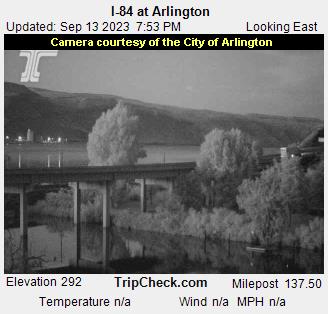 I-84 at Arlington
Updated: Sep 13 2023 7:53 PM Looking East
Camera courtesy of the City of Arlington
Elevation 292 TripCheck.com Milepost 137.50
Temperature n/a Wind n/a MPH n/a